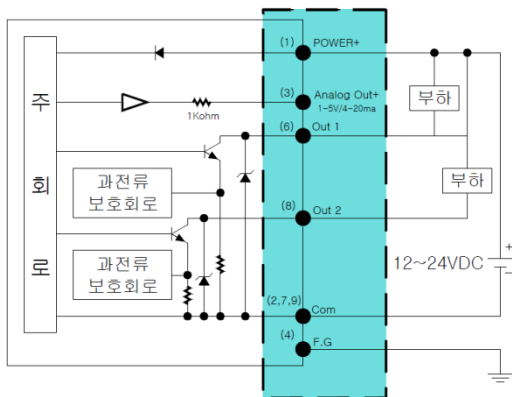 주
회
로
과전류
보호회로
과전류
보호회로
1Kohm
(1) POWER+
(3) Analog Out+
1-5V/4-20ma
(6) Out 1
(8) Out 2
(2,7,9) Com
(4) F.G
부하
부하
12~24VDC
+